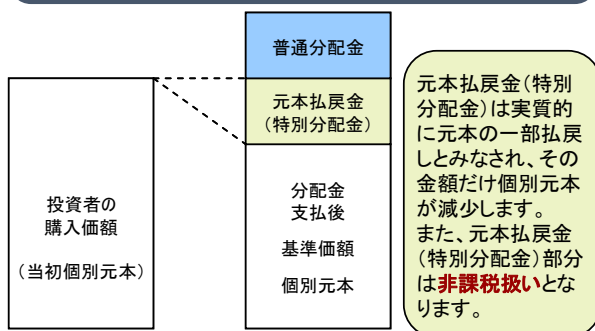 普通分配金
元本払戻金
（特別分配金）
投資者の
購入価額
（当初個別元本）
分配金
支払後
基準価額
個別元本
元本払戻金（特別
分配金）は実質的
に元本の一部払戻
しとみなされ、その
金額だけ個別元本
が減少します。
また、元本払戻金
（特別分配金）部分
は非課税扱いとな
ります。